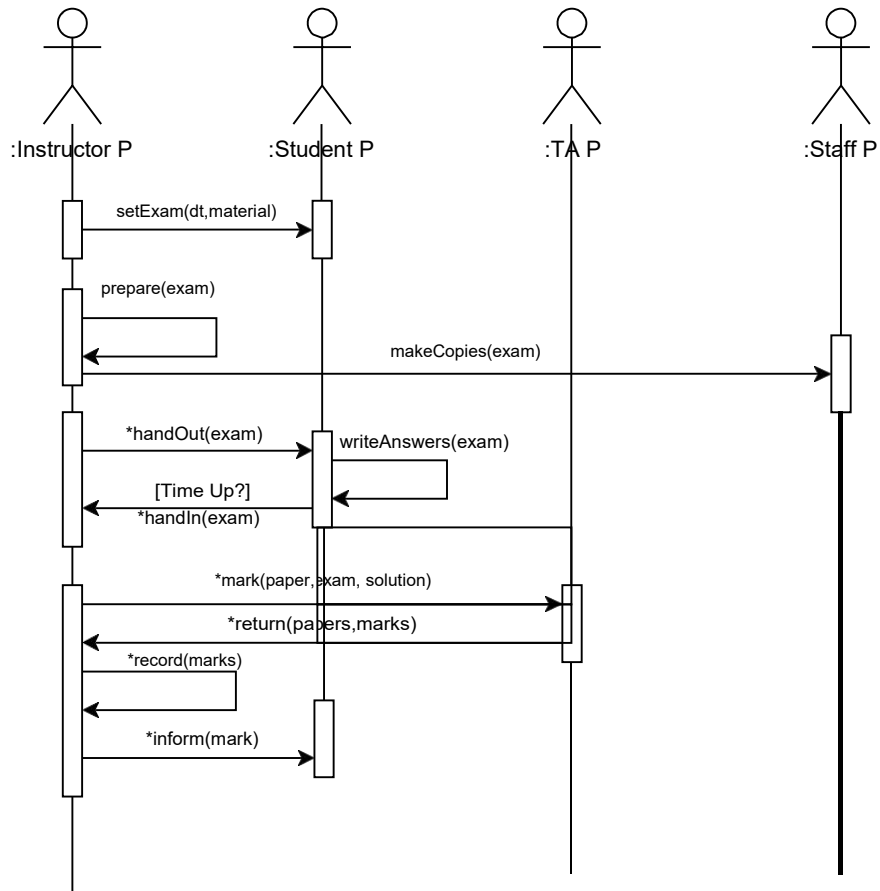 :Instructor P
:Student P
:TA P
:Staff P
setExam(dt,material)
prepare(exam)
makeCopies(exam)
*handOut(exam)
writeAnswers(exam)
[Time Up?]
*handIn(exam)
*mark(paper,exam, solution)
*return(papers,marks)
*record(marks)
*inform(mark)